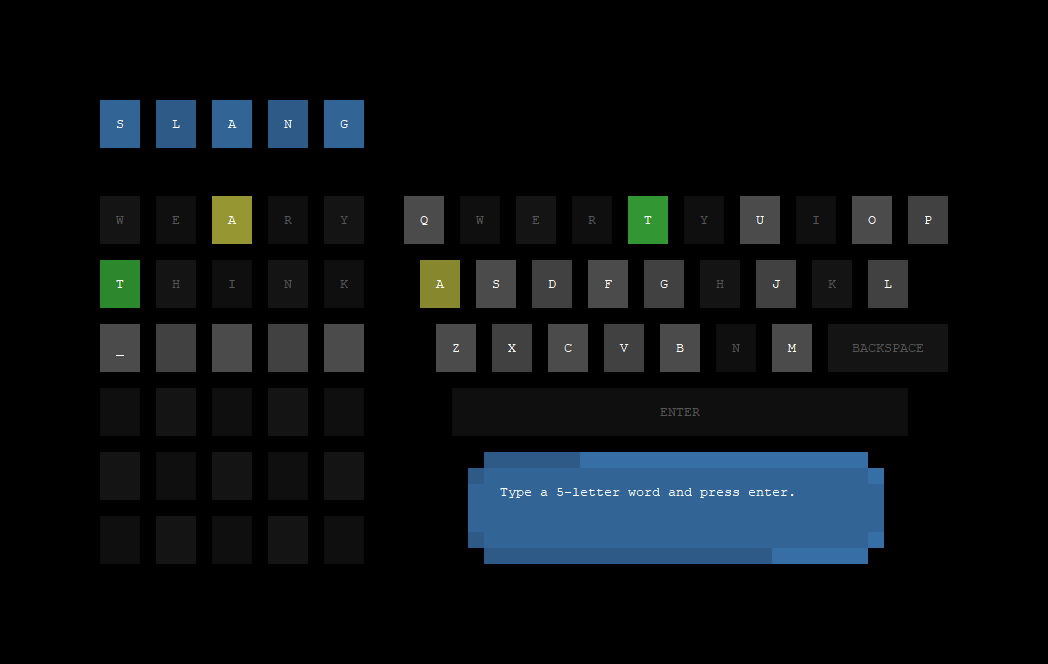 S L A N G
W E A R Y
T H I N K
_
Q W E R T Y U I O P
A S D F G H J K L
Z X C V B N M BACKSPACE
ENTER
Type a 5-letter word and press enter.